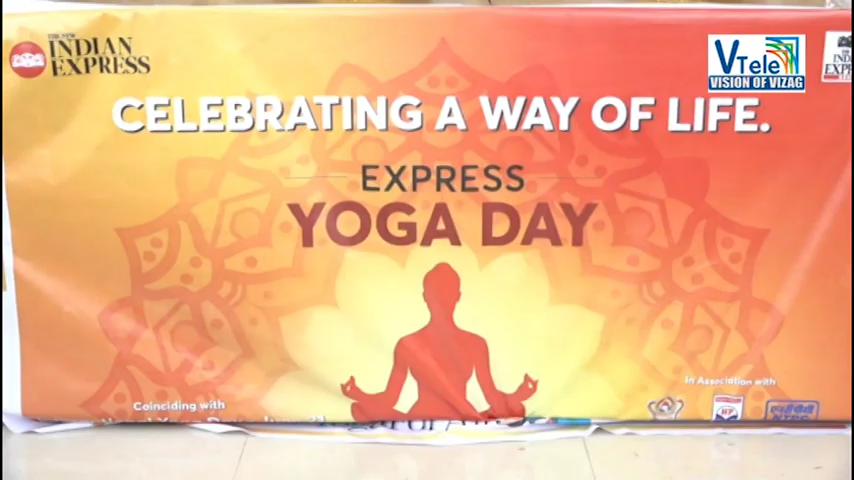 THE NEW
INDIAN
EXPRESS
VTele
VISION OF VIZAG
CELEBRATING A WAY OF LIFE.
EXPRESS
YOGA DAY
In Association with
Coinciding with
HP